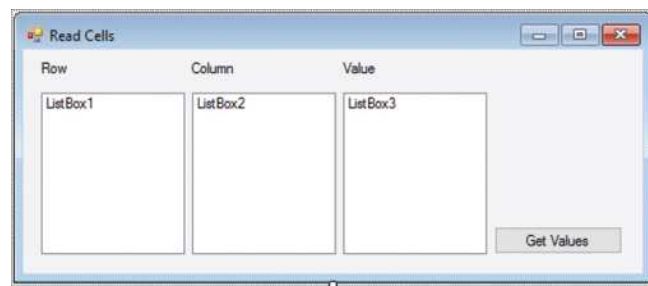 Read Cells
Row Column Value
ListBox1 ListBox2 ListBox3
Get Values